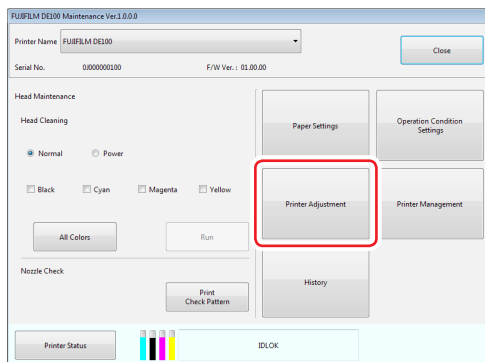 FUJIFILM DE100 Maintenance Ver.1.0.0.0
Printer Name FUJIFILM DE100
Close
Serial No. 0J000000100 F/W Ver. : 01.00.00
Head Maintenance
Head Cleaning
Normal Power
Black Cyan Magenta Yellow
All Colors Run
Nozzle Check
Print
Check Pattern
Paper Settings
Operation Condition
Settings
Printer Adjustment
Printer Management
History
Printer Status
IDLOK